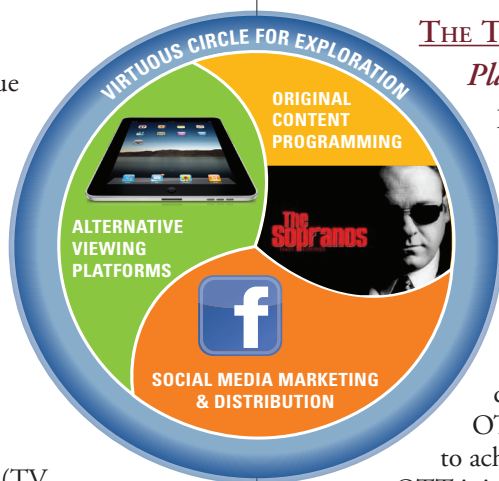 THE T
Pla
ue
VIRTUOUS CIRCLE FOR EXPLORATION
ORIGINAL
CONTENT
PROGRAMMING
The
Sopranos
ALTERNATIVE
VIEWING
PLATFORMS
f
SOCIAL MEDIA MARKETING
& DISTRIBUTION
OT
to ach
(TV